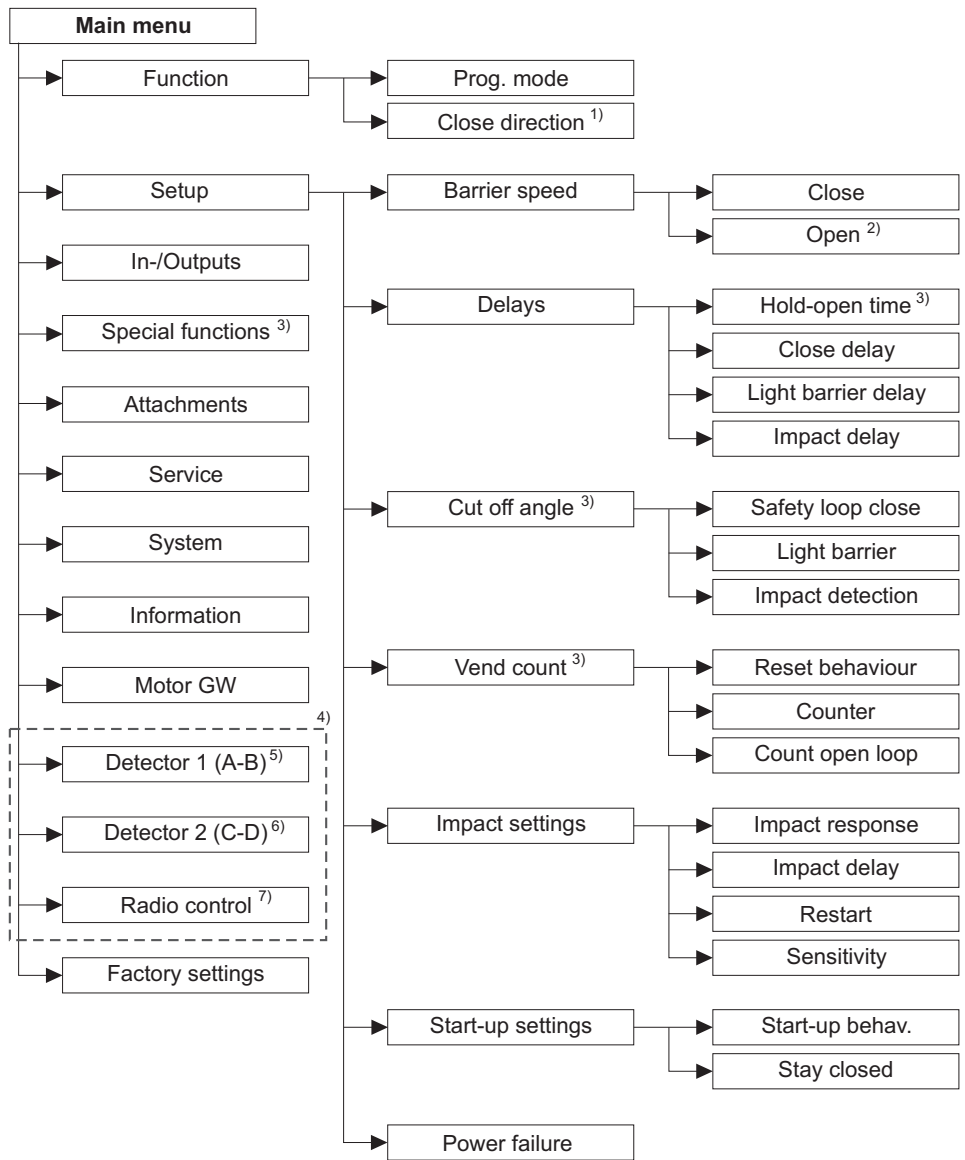 Main menu
Function
Prog. mode
Close direction 1)
Setup
Barrier speed
Close
Open 2)
In-/Outputs
Special functions 3)
Delays
Hold-open time 3)
Close delay
Light barrier delay
Impact delay
Attachments
Service
System
Cut off angle 3)
Safety loop close
Light barrier
Impact detection
Information
Motor GW
Vend count 3)
Reset behaviour
Counter
Count open loop
4)
Detector 1 (A-B) 5)
Detector 2 (C-D) 6)
Radio control 7)
Impact settings
Impact response
Impact delay
Restart
Sensitivity
Factory settings
Start-up settings
Start-up behav.
Stay closed
Power failure